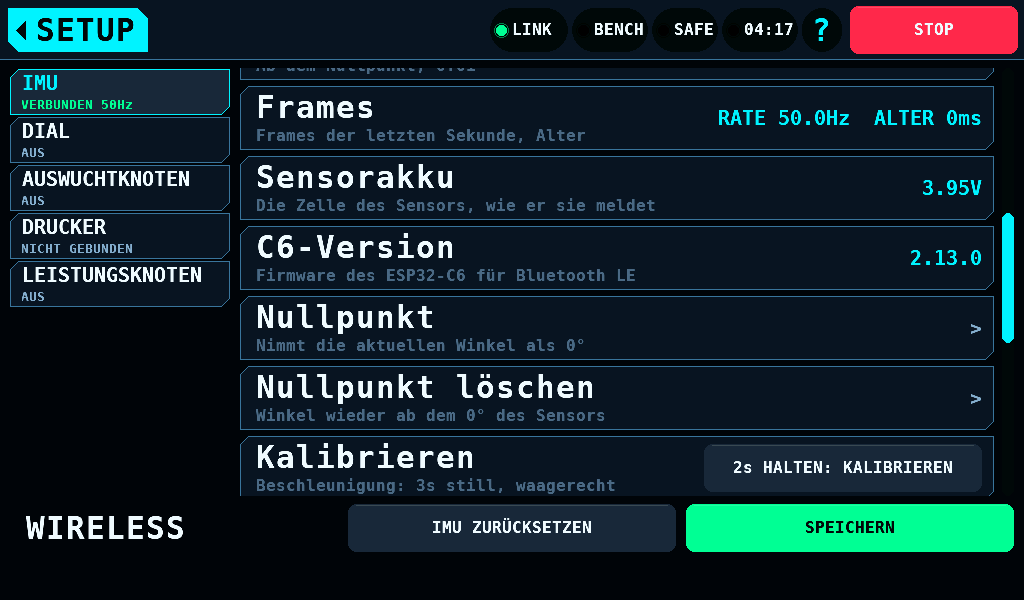 SETUP
LINK
BENCH
SAFE
04:17
?
STOP
IMU
VERBUNDEN 50Hz
DIAL
AUS
AUSWUCHTKNOTEN
AUS
DRUCKER
NICHT GEBUNDEN
LEISTUNGSKNOTEN
AUS
Frames
Frames der letzten Sekunde, Alter
RATE 50.0Hz ALTER 0ms
Sensorakku
Die Zelle des Sensors, wie er sie meldet
3.95V
C6-Version
Firmware des ESP32-C6 für Bluetooth LE
2.13.0
Nullpunkt
Nimmt die aktuellen Winkel als 0°
>
Nullpunkt löschen
Winkel wieder ab dem 0° des Sensors
>
Kalibrieren
Beschleunigung: 3s still, waagerecht
2s HALTEN: KALIBRIEREN
WIRELESS
IMU ZURÜCKSETZEN
SPEICHERN